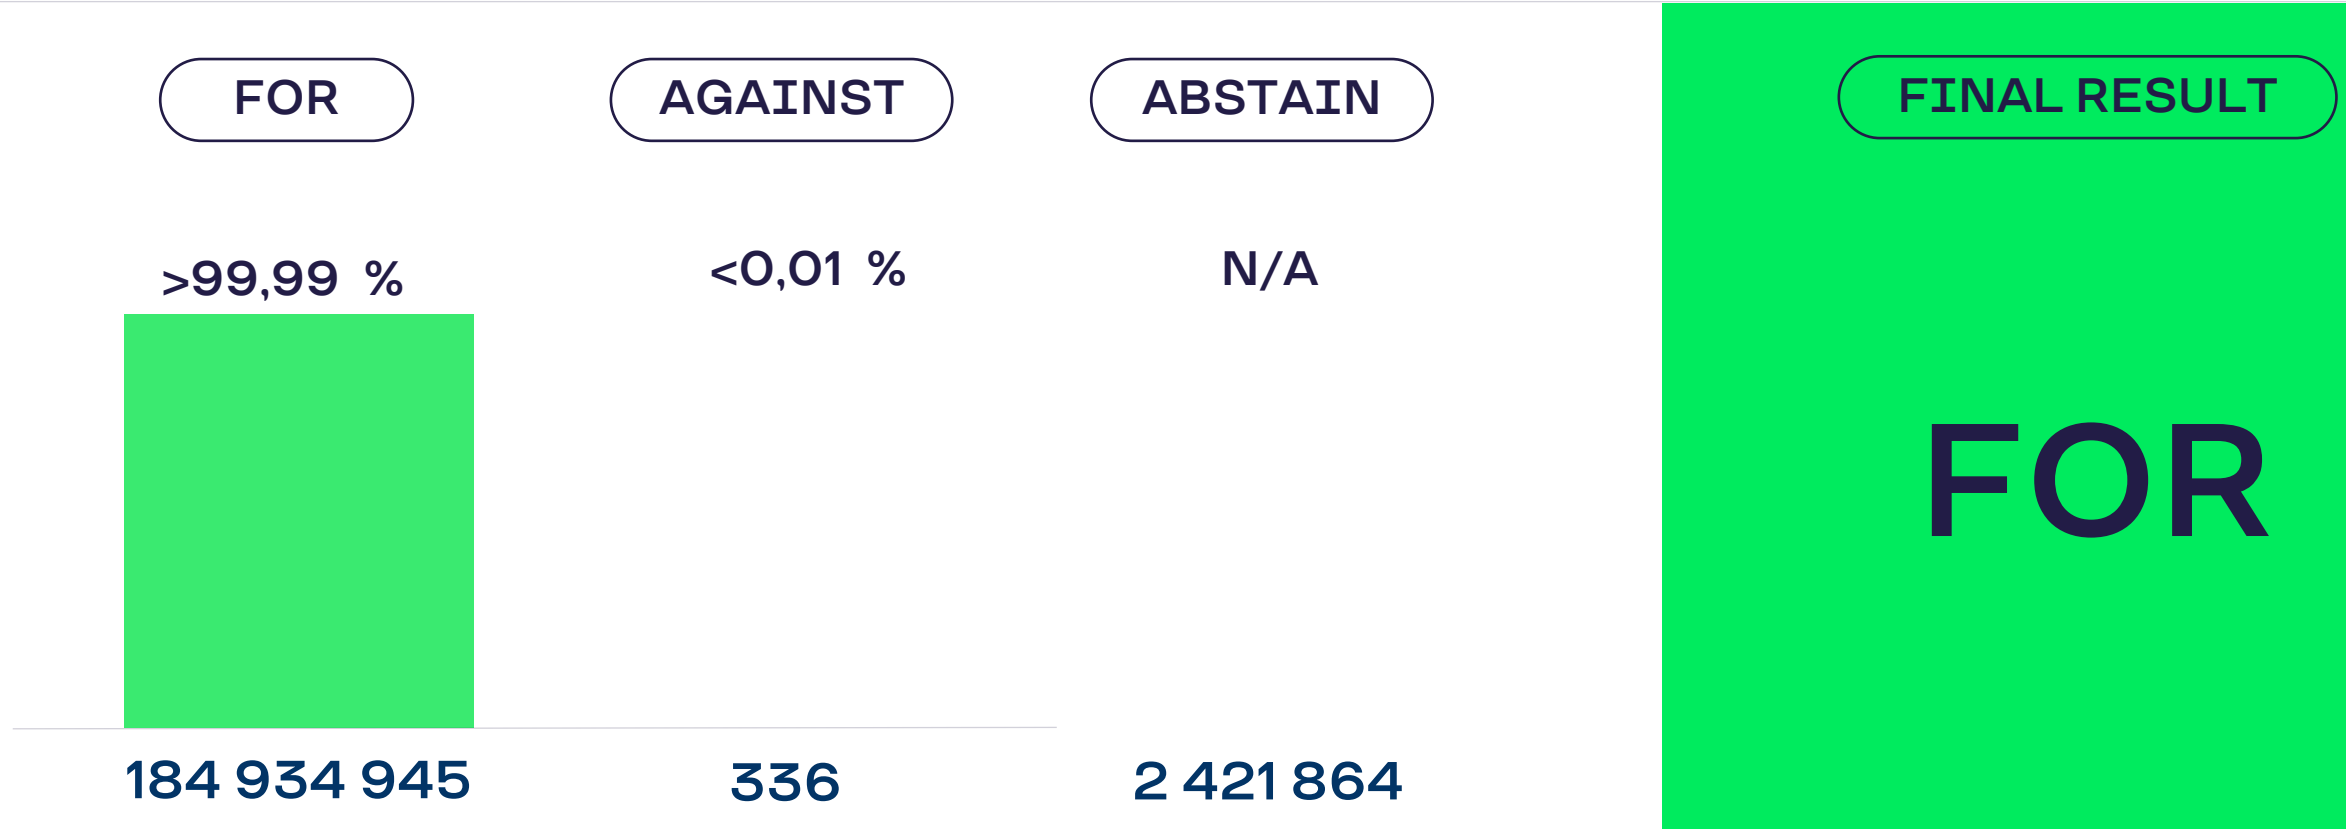 FOR AGAINST ABSTAIN FINAL RESULT
>99,99 % <0,01 % N/A
FOR
184 934 945 336 2 421 864